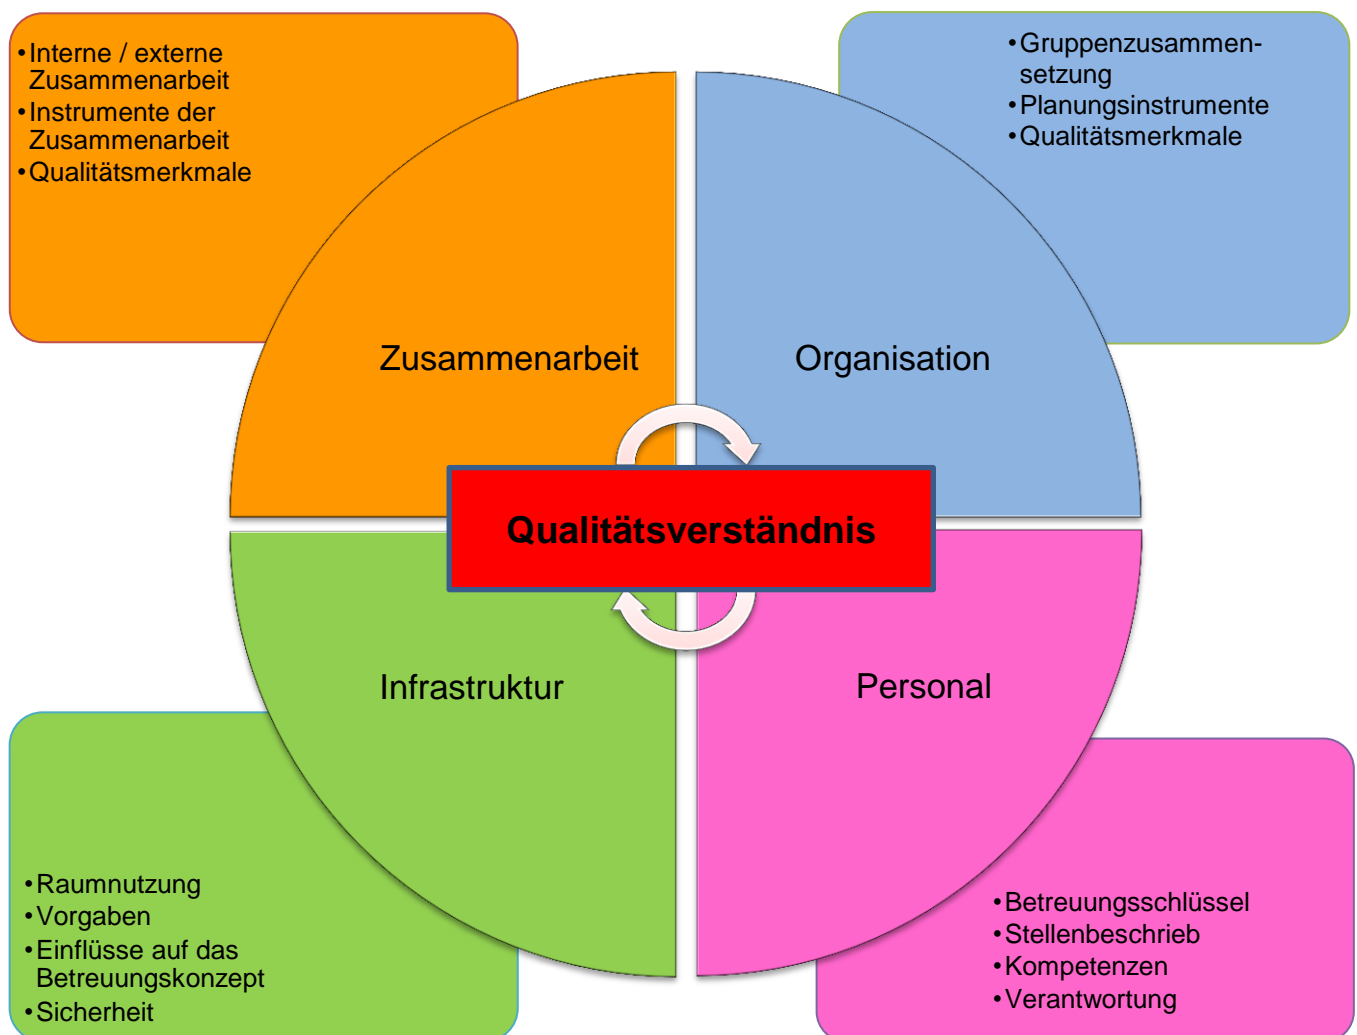 •Interne / externe
Zusammenarbeit
•Instrumente der
Zusammenarbeit
•Qualitätsmerkmale
•Gruppenzusammen-
setzung
•Planungsinstrumente
•Qualitätsmerkmale
Zusammenarbeit
Organisation
Qualitätsverständnis
Infrastruktur
Personal
•Raumnutzung
•Vorgaben
•Einflüsse auf das
Betreuungskonzept
•Sicherheit
•Betreuungsschlüssel
•Stellenbeschrieb
•Kompetenzen
•Verantwortung